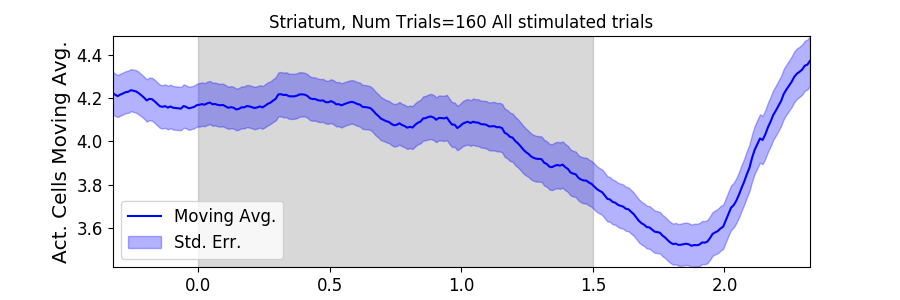 Striatum, Num Trials=160 All stimulated trials
Act. Cells Moving Avg.
4.4
4.2
4.0
3.8
3.6
Moving Avg.
Std. Err.
0.0 0.5 1.0 1.5 2.0